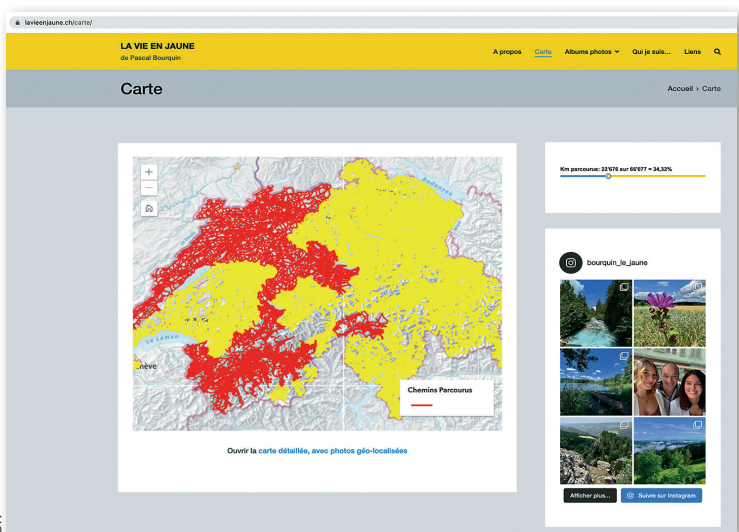 lavieenjaune.ch/carte/
LA VIE EN JAUNE
de Pascal Bourquin
A propos Carte Albums photos Qui je suis... Liens
Carte
Accueil > Carte
Km parcourus: 22'676 sur 66'077 = 34,32%
Bodensee
Le Léman
nève
Chemins Parcourus
Ouvrir la carte détaillée, avec photos géo-localisées
bourquin_le_jaune
Afficher plus...
Suivre sur Instagram